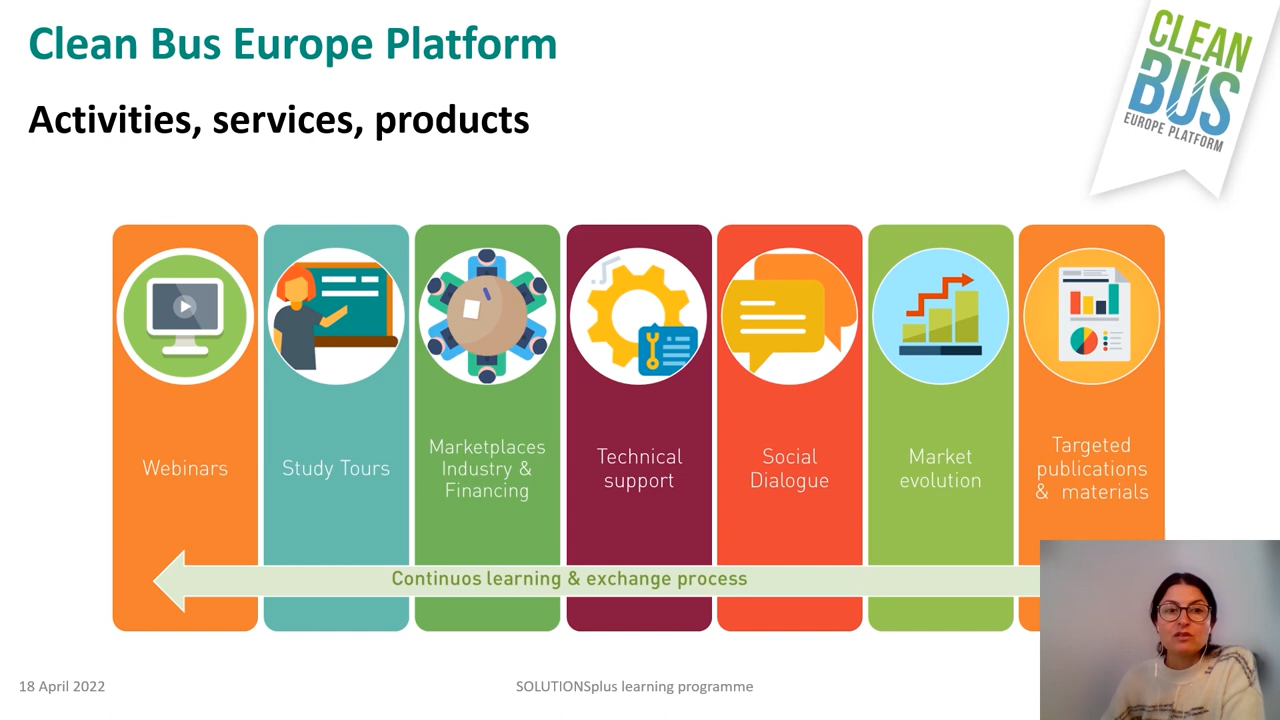 Clean Bus Europe Platform
Activities, services, products
CLEAN
BUS
EUROPE PLATFORM
Webinars
Study Tours
Marketplaces
Industry &
Financing
Technical
support
Social
Dialogue
Market
evolution
Targeted
publications
& materials
Continuos learning & exchange process
18 April 2022
SOLUTIONSplus learning programme